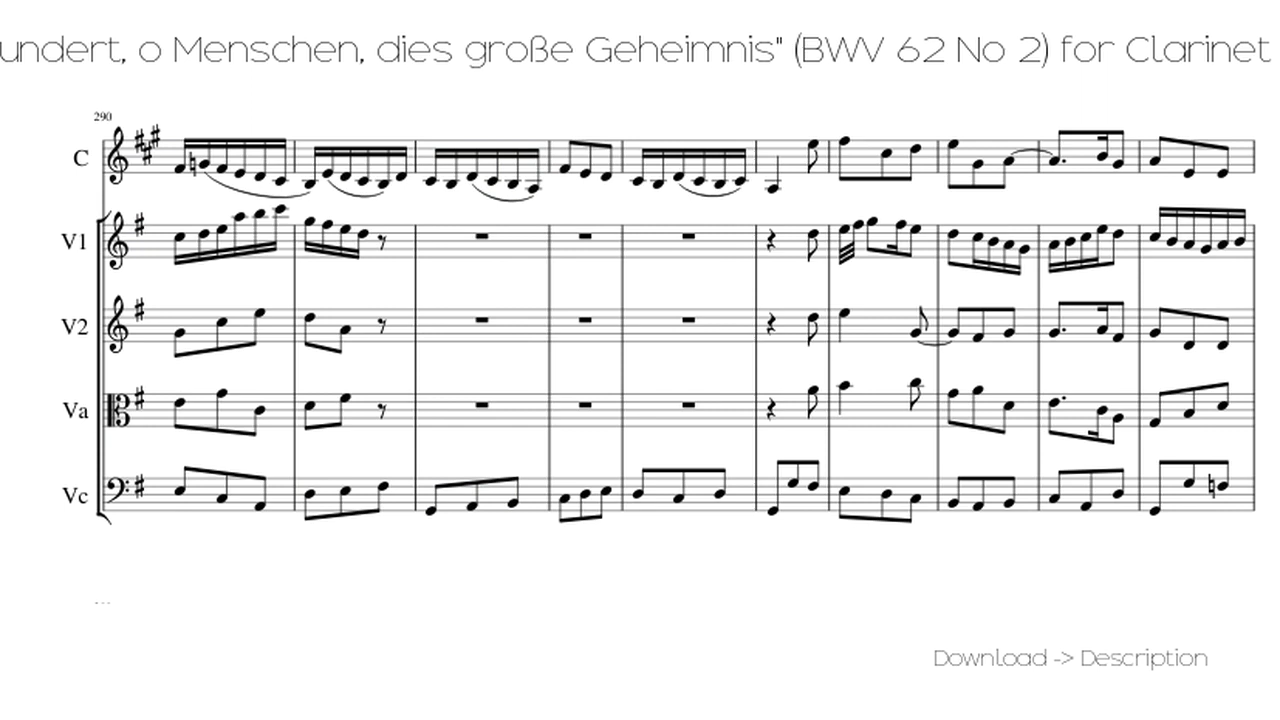 undert, o Menschen, dies große Geheimnis" (BWV 62 No 2) for Clarinet
290
C
V1
V2
Va
Vc
Download -> Description